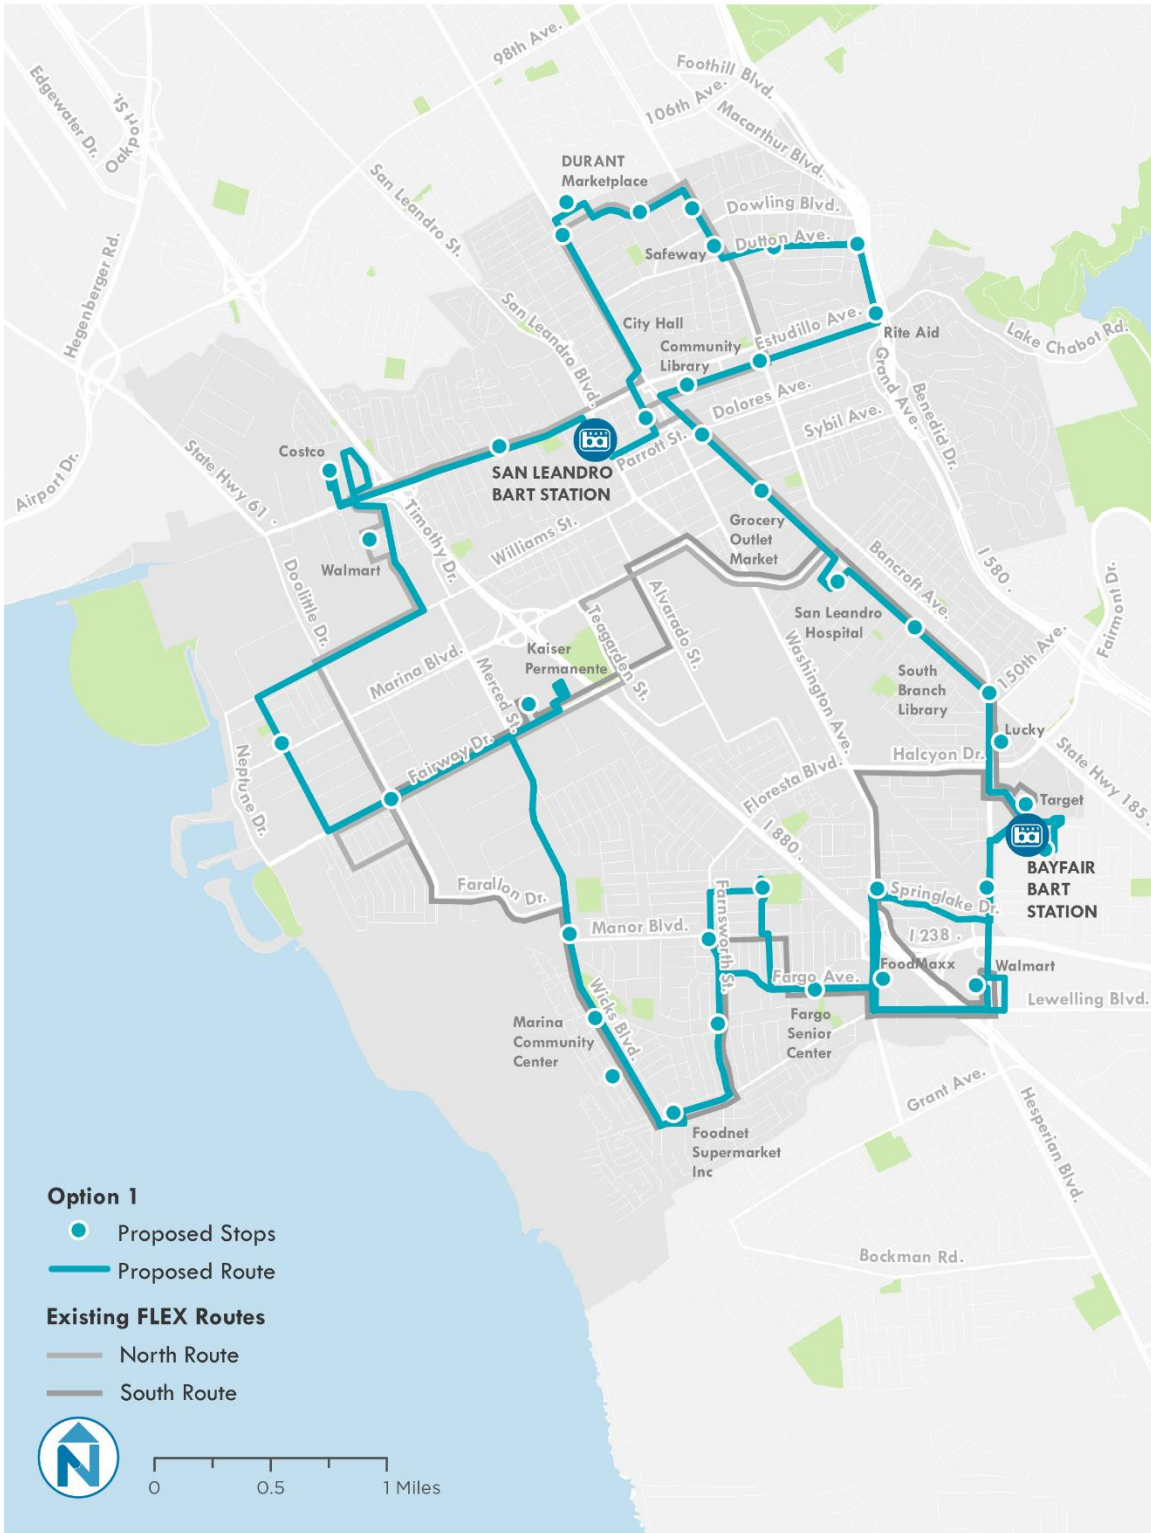 98th Ave.
Foothill Blvd.
Edgewater Dr.
Oakport St.
106th Ave.
Macarthur Blvd.
DURANT
Marketplace
San Leandro St.
Dowling Blvd.
Dutton Ave.
Safeway
Hegenberger Rd.
San Leandro Blvd.
City Hall
Estudillo Ave.
Rite Aid
Lake Chabot Rd.
Community
Library
Grand Ave.
Dolores Ave.
Benedid Dr.
Sybil Ave.
Parrott St.
Costco
BART
ba
SAN LEANDRO
BART STATION
State Hwy 61 .
Airport Dr.
Timothy Dr.
Williams St.
Grocery
Outlet
Market
Walmart
Doolittle Dr.
Bancroft Ave.
I 580 .
Fairmont Dr.
Alvarado St.
Teagarden St.
San Leandro
Hospital
Marina Blvd.
Merced St.
Kaiser
Permanente
Washington Ave.
150th Ave.
South
Branch
Library
Lucky
Neptune Dr.
Fairway Dr.
Halcyon Dr.
State Hwy 185 .
Floresta Blvd.
Target
I 880 .
BART
ba
BAYFAIR
BART
STATION
Farallon Dr.
Farnsworth St.
Springlake Dr.
Manor Blvd.
I 238 .
FoodMaxx
Walmart
Fargo Ave.
Lewelling Blvd.
Wicks Blvd.
Marina
Community
Center
Fargo
Senior
Center
Grant Ave.
Hesperian Blvd.
Foodnet
Supermarket
Inc
Bockman Rd.
Option 1
Proposed Stops
Proposed Route
Existing FLEX Routes
North Route
South Route
N
0 0.5 1 Miles